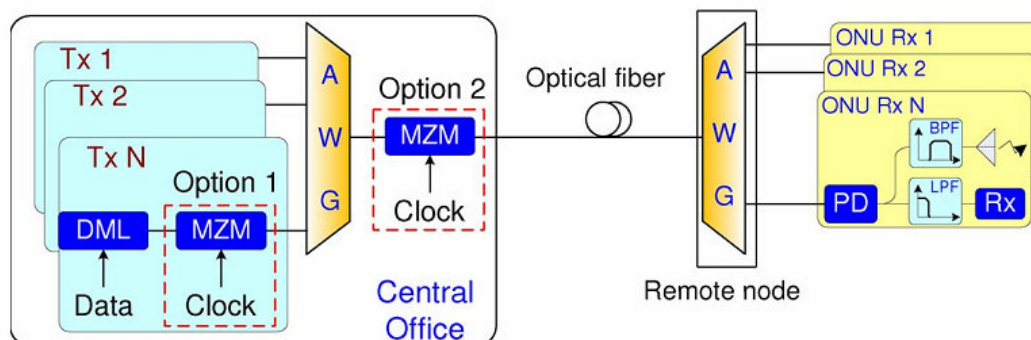 Tx 1
Tx 2
Tx N
Option 1
DML
MZM
Data
Clock
A
W
G
Option 2
MZM
Clock
Central
Office
Optical fiber
A
W
G
Remote node
ONU Rx 1
ONU Rx 2
ONU Rx N
BPF
PD
LPF
Rx